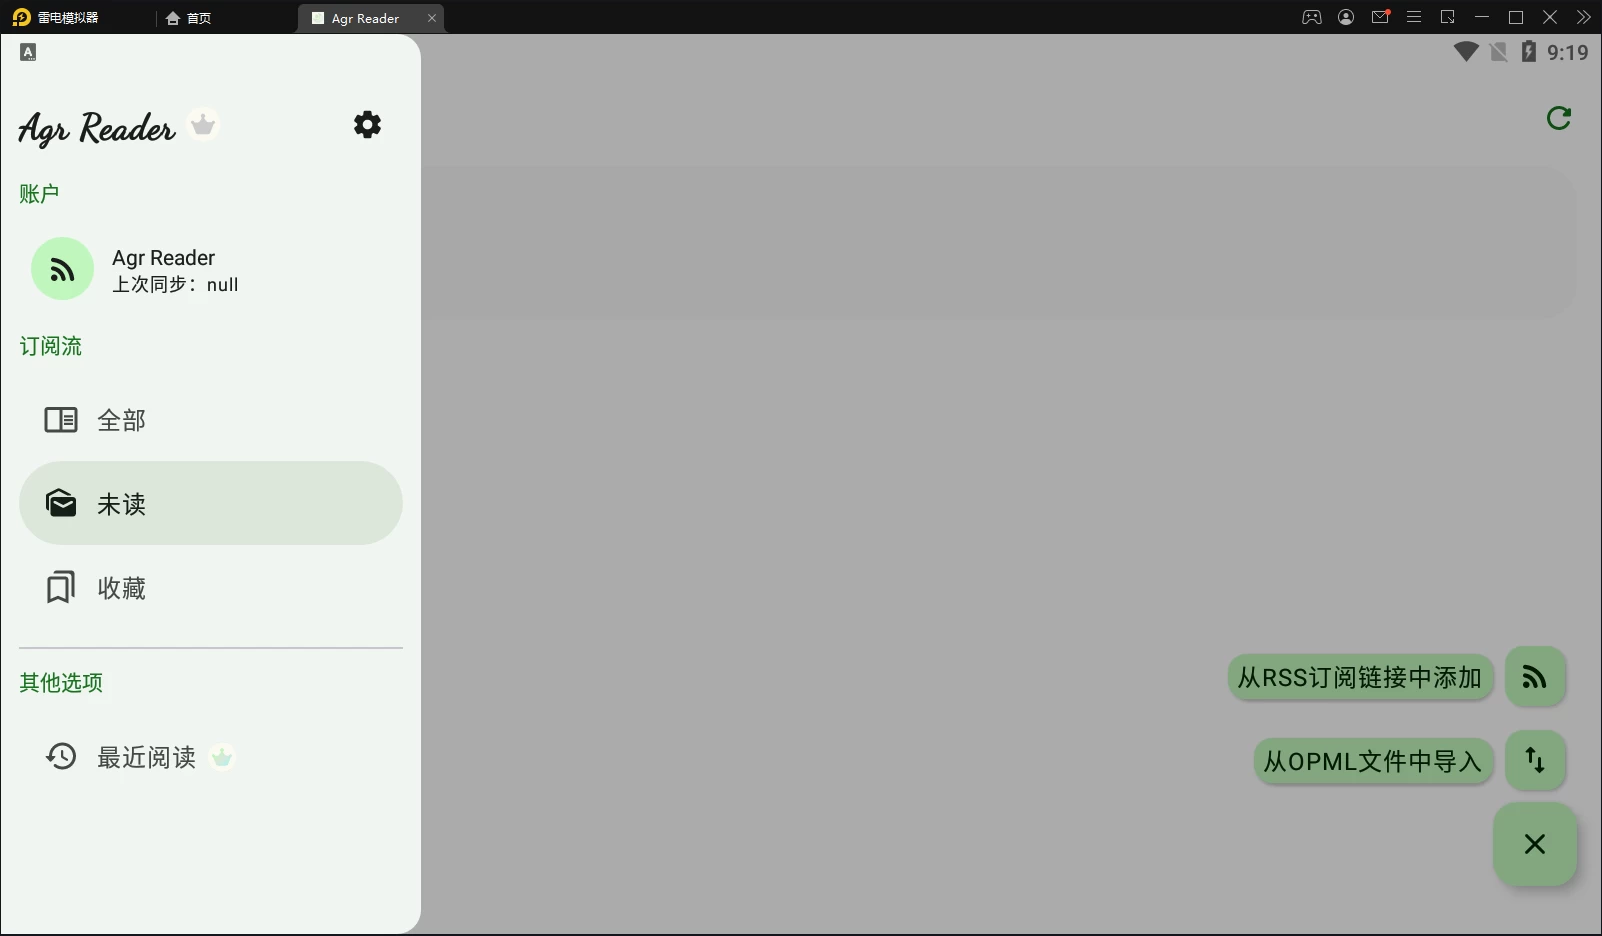 雷电模拟器
首页
Agr Reader
A
9:19
Agr Reader
账户
Agr Reader
上次同步：null
订阅流
全部
未读
收藏
其他选项
最近阅读
从RSS订阅链接中添加
从OPML文件中导入